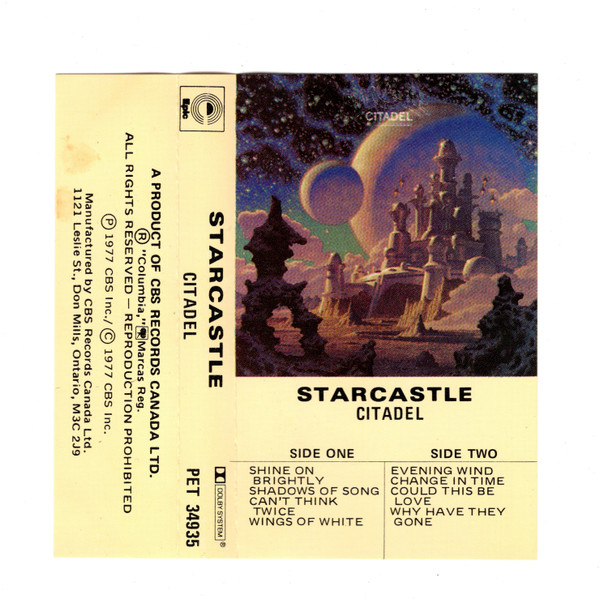 CITADEL
STARCASTLE
CITADEL
SIDE ONE
SHINE ON
BRIGHTLY
SHADOWS OF SONG
CAN'T THINK
TWICE
WINGS OF WHITE
SIDE TWO
EVENING WIND
CHANGE IN TIME
COULD THIS BE
LOVE
WHY HAVE THEY
GONE
Epic
STARCASTLE
CITADEL
DOLBY SYSTEM ®
PET 34935
A PRODUCT OF CBS RECORDS CANADA LTD.
® "Columbia," Marcas Reg.
ALL RIGHTS RESERVED — REPRODUCTION PROHIBITED
Ⓟ 1977 CBS Inc./ © 1977 CBS Inc.
Manufactured by CBS Records Canada Ltd.
1121 Leslie St., Don Mills, Ontario, M3C 2J9